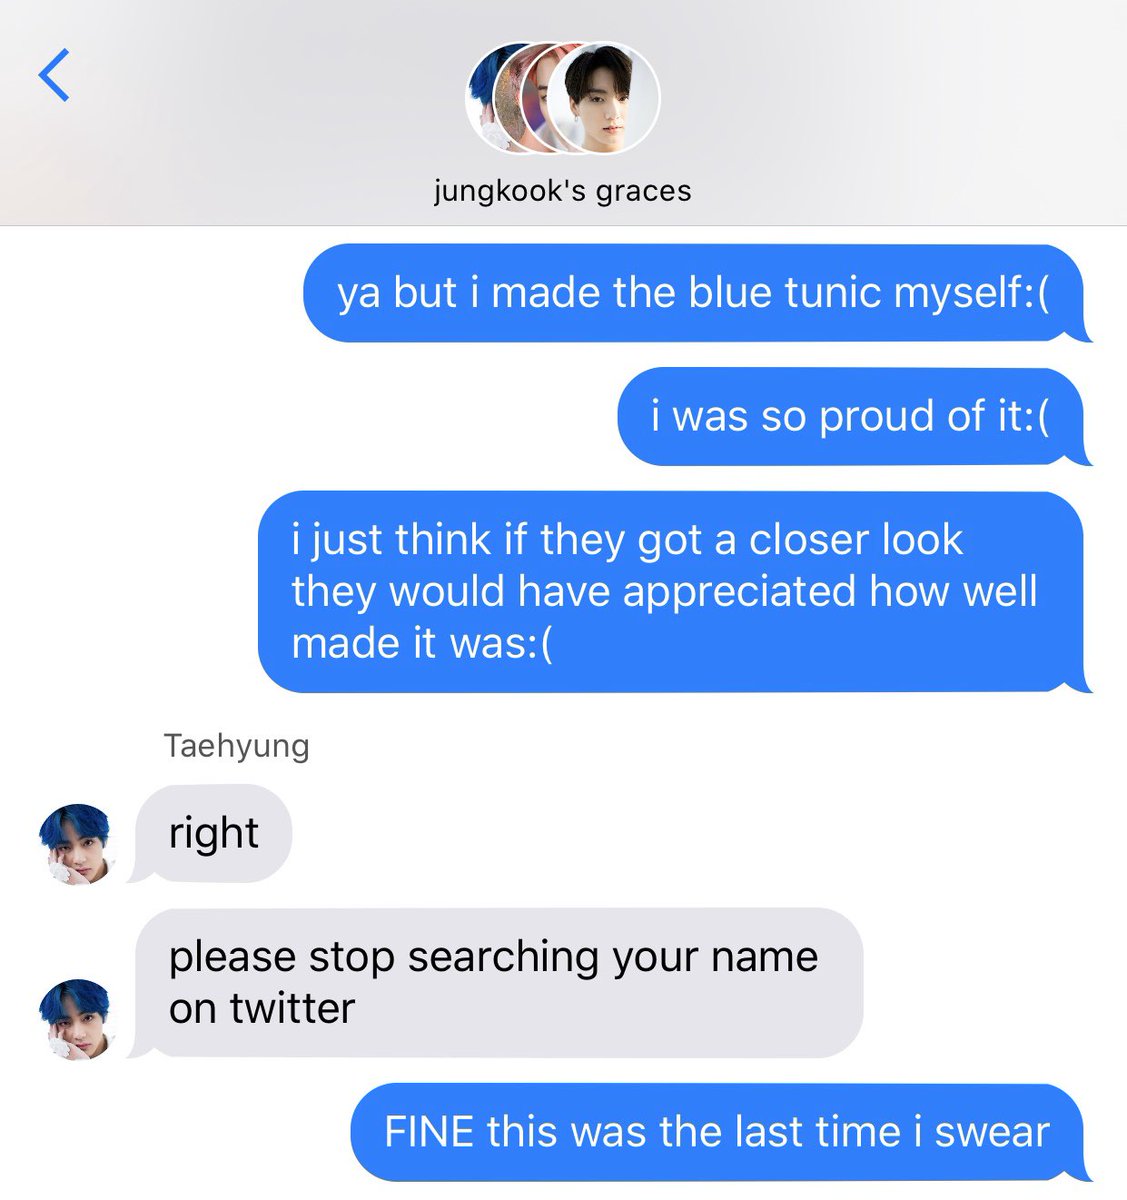 jungkook's graces
ya but i made the blue tunic myself:(
i was so proud of it:(
i just think if they got a closer look
they would have appreciated how well
made it was:(
Taehyung
right
please stop searching your name
on twitter
FINE this was the last time i swear